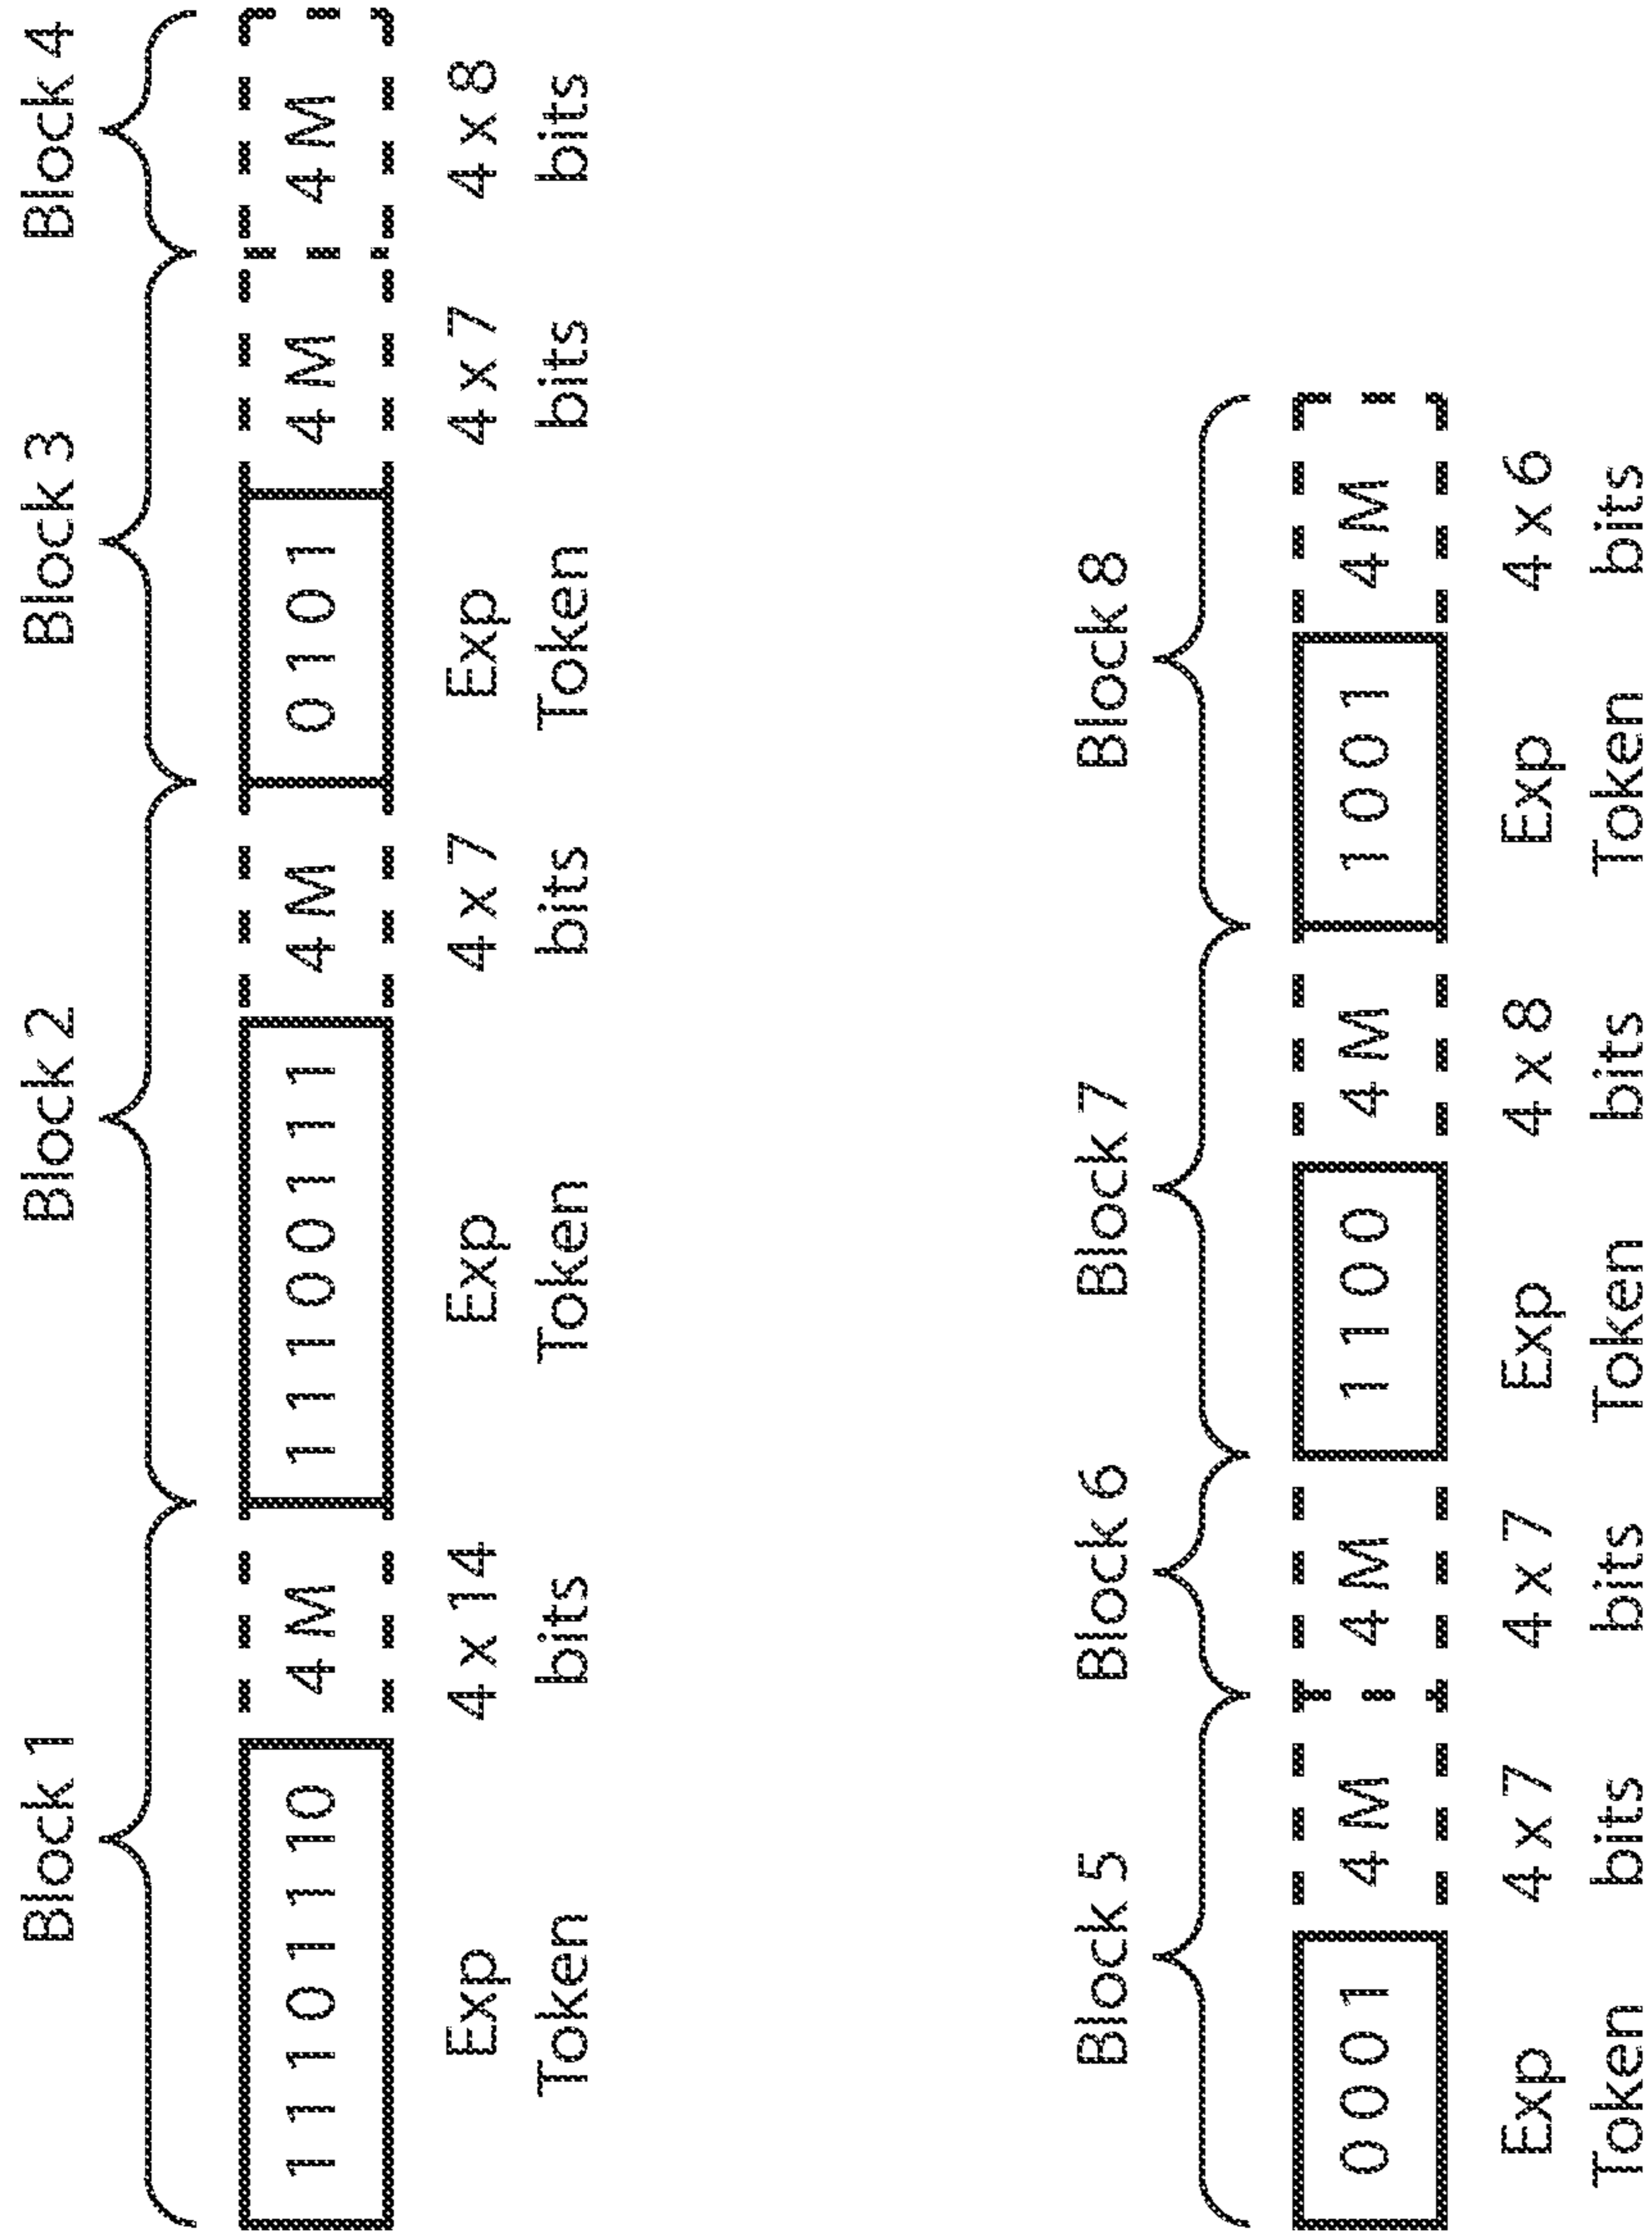 Block 1 Block 2 Block 3 Block 4
1 1 1 0 1 1 1 0 4 M 1 1 1 0 0 1 1 1 4 M 0 1 0 1 4 M 4 M
Exp 4 x 14 Exp 4 x 7 Exp 4 x 7 4 x 8
Token bits Token bits Token bits bits
Block 5 Block 6 Block 7 Block 8
0 0 0 1 4 M 4 M 1 1 0 0 4 M 1 0 0 1 4 M
Exp 4 x 7 4 x 7 Exp 4 x 8 Exp 4 x 6
Token bits bits Token bits Token bits